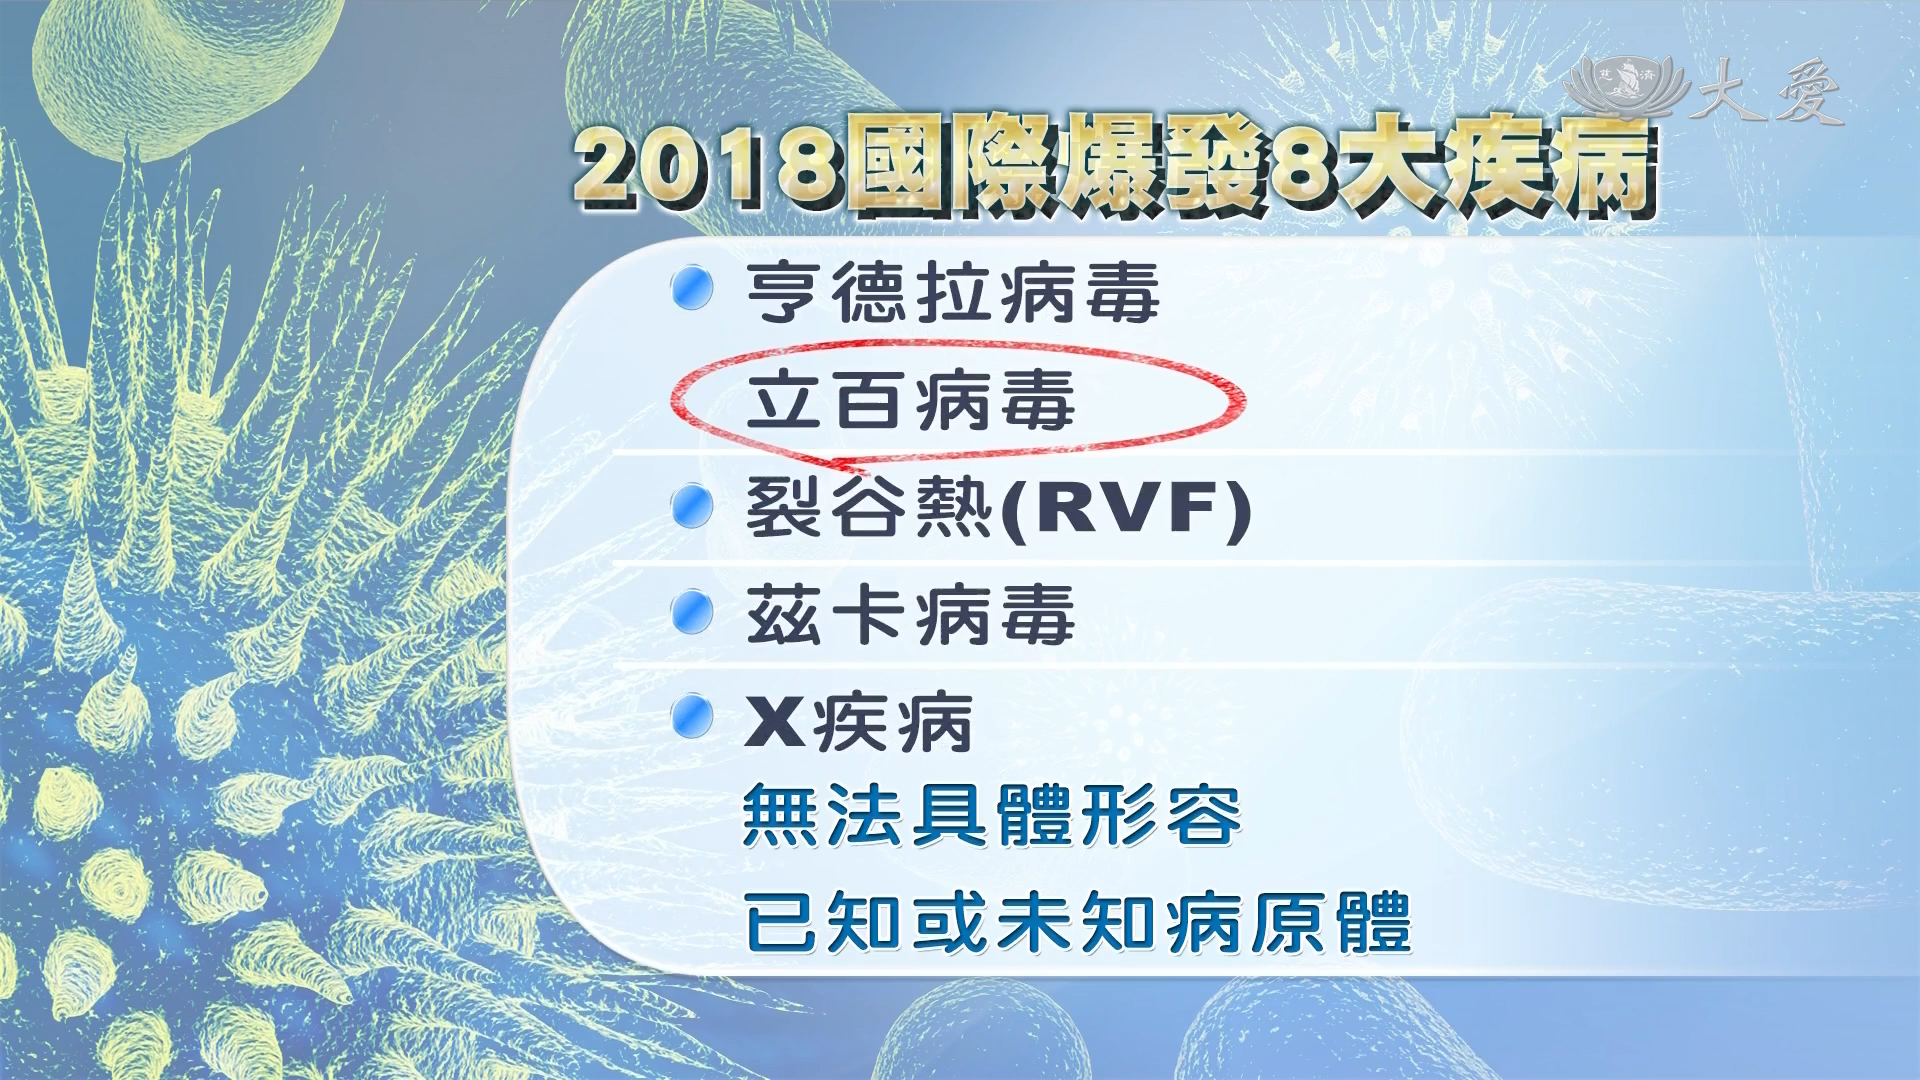 慈濟
大愛
2018國際爆發8大疾病
亨德拉病毒
立百病毒
裂谷熱(RVF)
茲卡病毒
X疾病
無法具體形容
已知或未知病原體